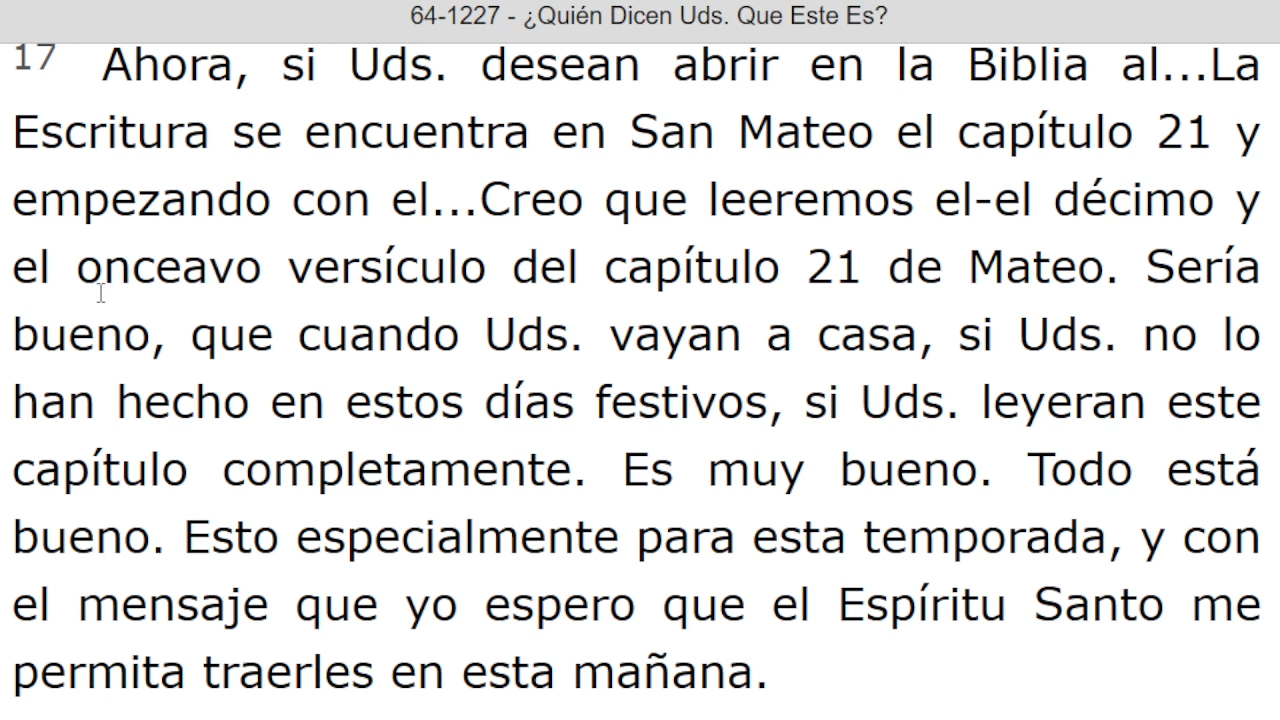 64-1227 - ¿Quién Dicen Uds. Que Este Es?
17 Ahora, si Uds. desean abrir en la Biblia al...La
Escritura se encuentra en San Mateo el capítulo 21 y
empezando con el...Creo que leeremos el-el décimo y
el onceavo versículo del capítulo 21 de Mateo. Sería
bueno, que cuando Uds. vayan a casa, si Uds. no lo
han hecho en estos días festivos, si Uds. leyeran este
capítulo completamente. Es muy bueno. Todo está
bueno. Esto especialmente para esta temporada, y con
el mensaje que yo espero que el Espíritu Santo me
permita traerles en esta mañana.